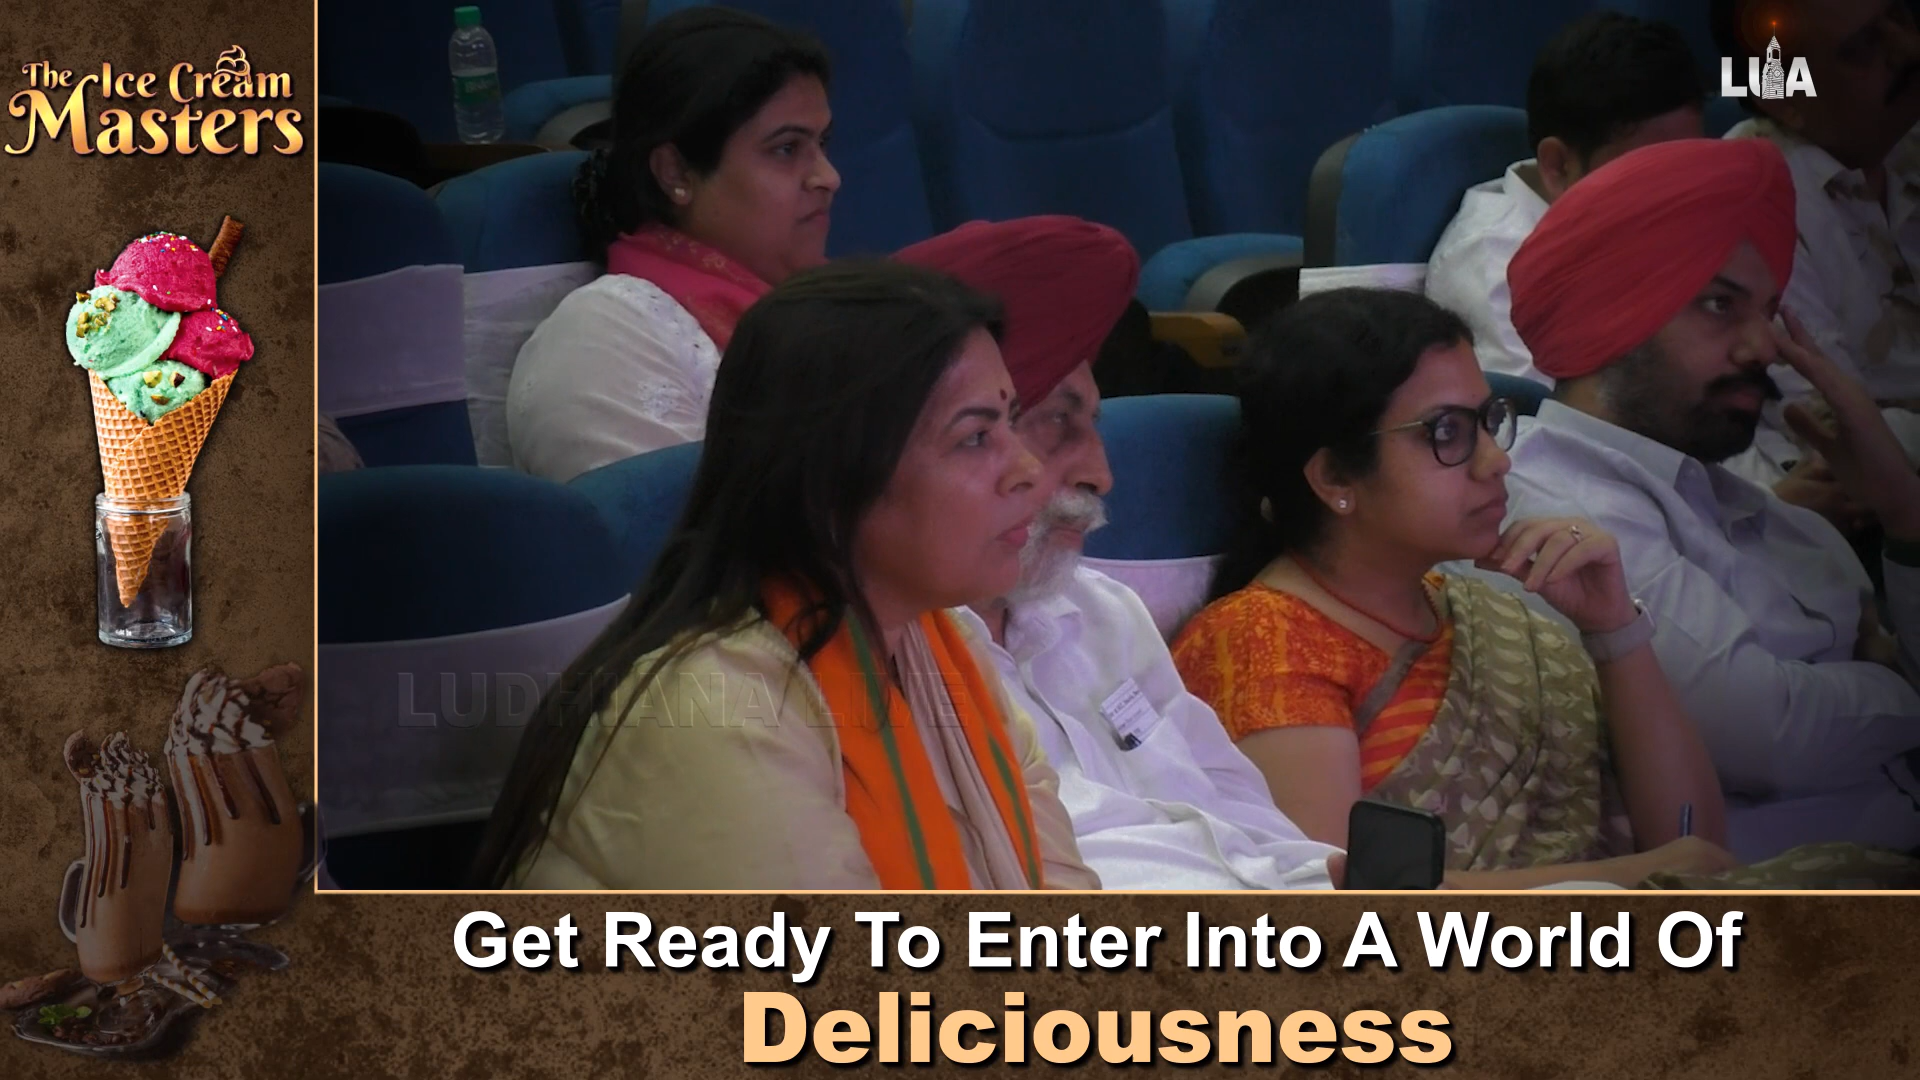 The Ice Cream
Masters
LUA
LUDHIANA LIVE
Get Ready To Enter Into A World Of
Deliciousness